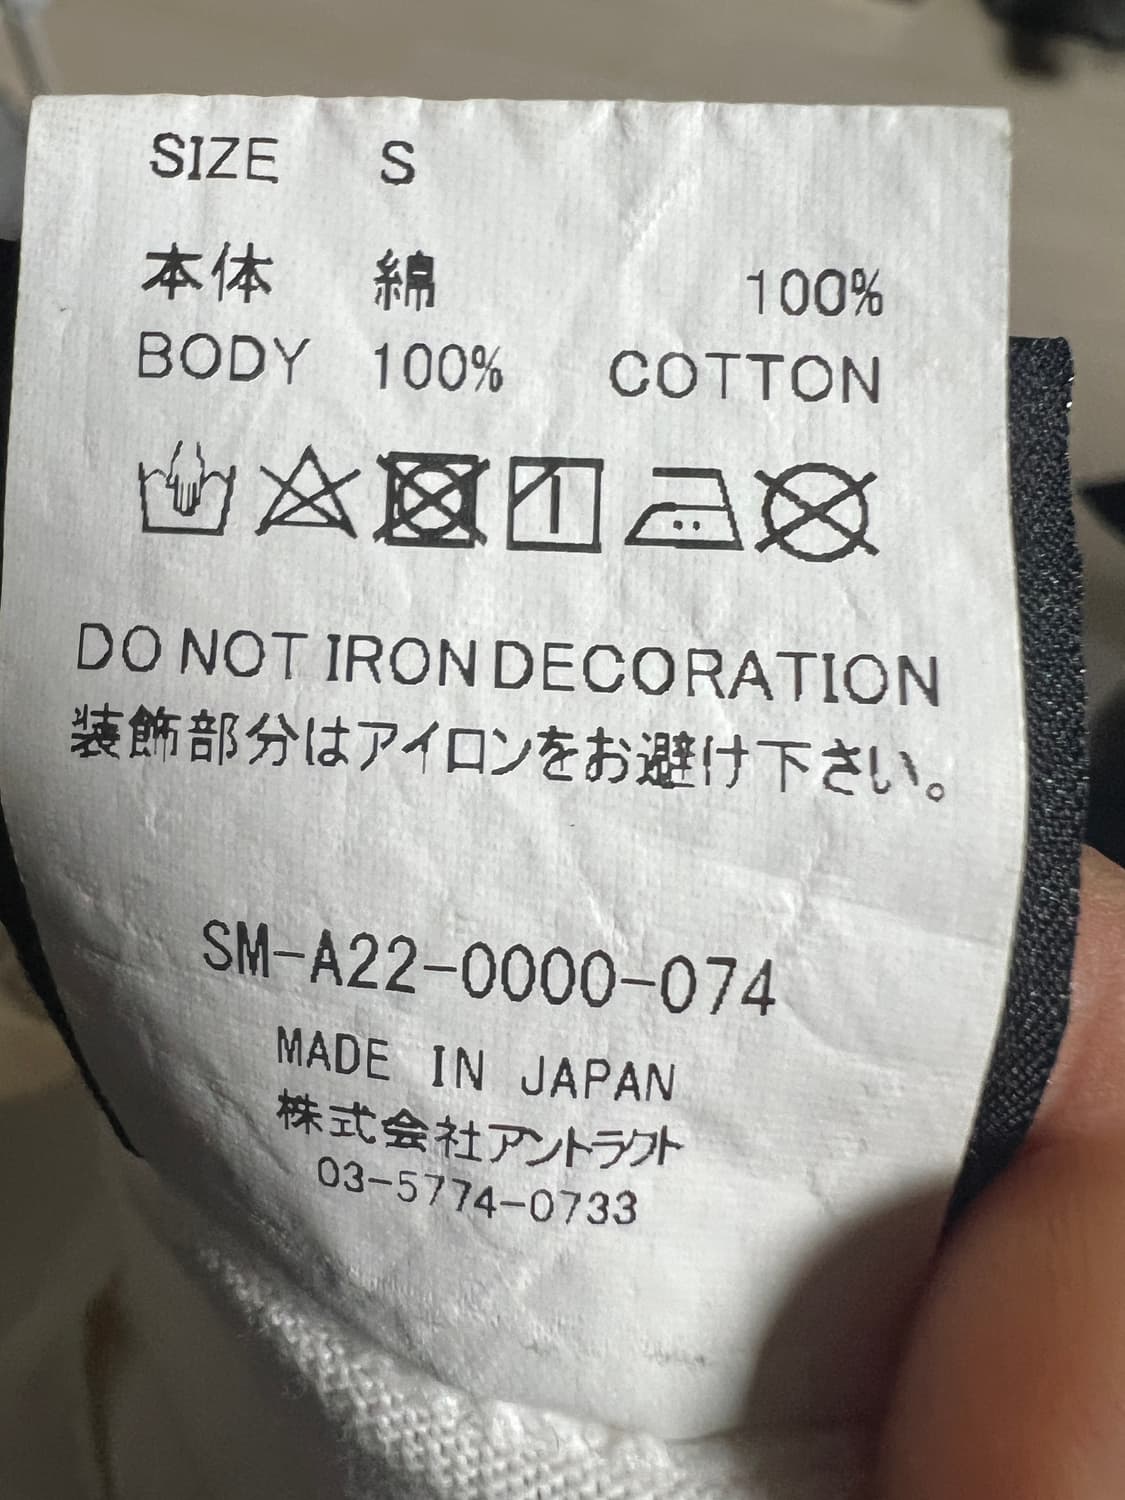 SIZE S
本体 綿 100%
BODY 100% COTTON
DO NOT IRON DECORATION
装飾部分はアイロンをお避け下さい。
SM-A22-0000-074
MADE IN JAPAN
株式会社アントラクト
03-5774-0733